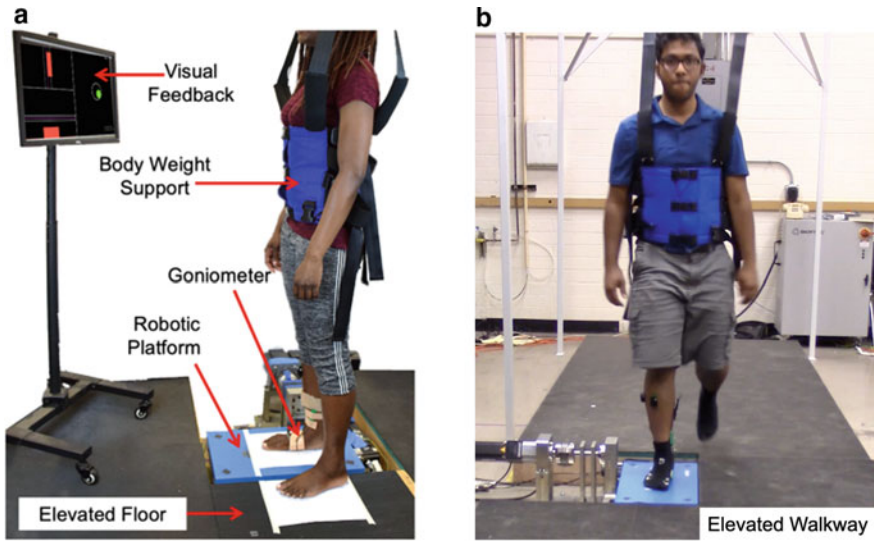 a
Visual
Feedback
Body Weight
Support
Goniometer
Robotic
Platform
Elevated Floor
b
Elevated Walkway